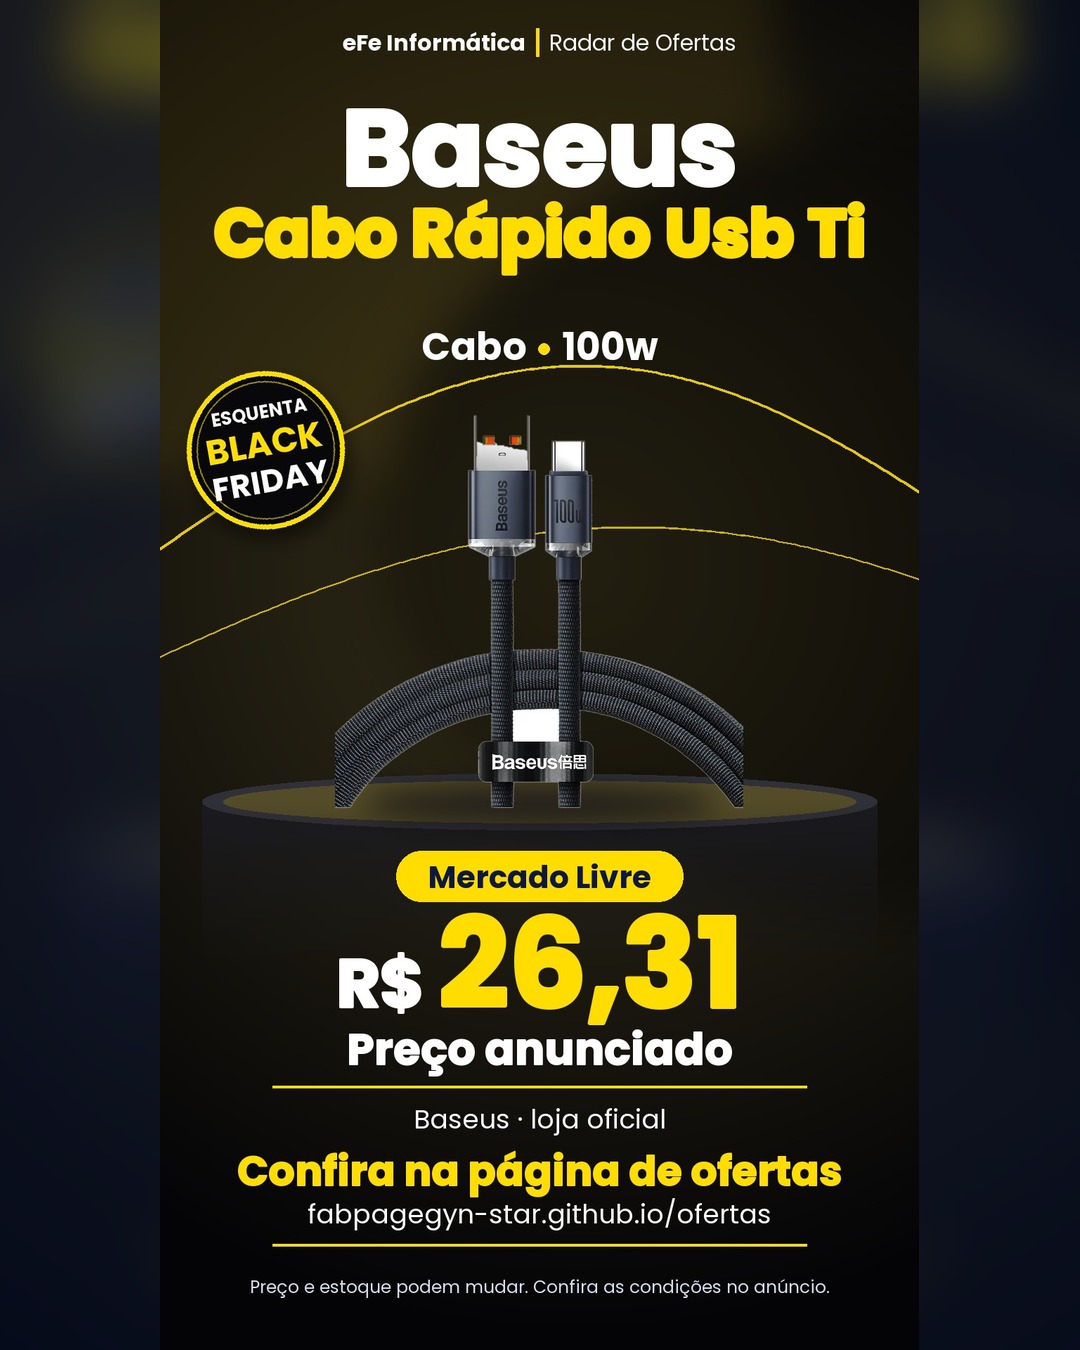 eFe Informática | Radar de Ofertas
Baseus
Cabo Rápido Usb Ti
Cabo • 100w
ESQUENTA
BLACK
FRIDAY
Baseus
100
Baseus倍思
Mercado Livre
R$ 26,31
Preço anunciado
Baseus · loja oficial
Confira na página de ofertas
fabpagegyn-star.github.io/ofertas
Preço e estoque podem mudar. Confira as condições no anúncio.